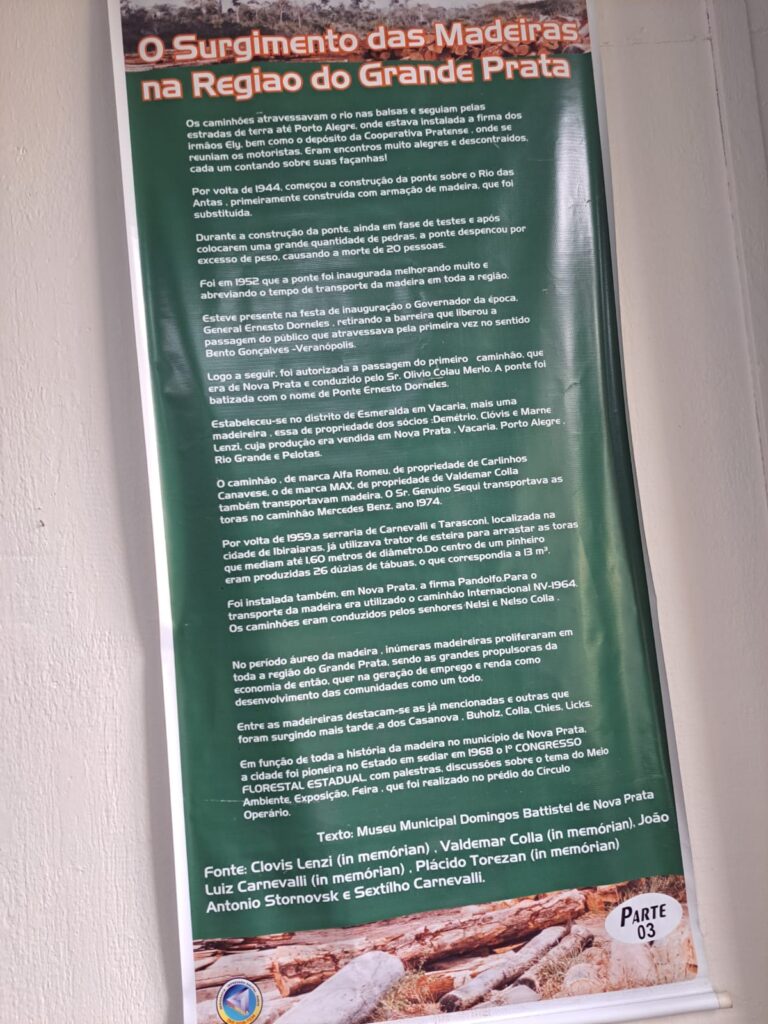 O Surgimento das Madeiras
na Regiao do Grande Prata
Os caminhões atravessavam o rio nas balsas e seguiam pelas
estradas de terra até Porto Alegre, onde estava instalada a firma dos
irmãos Ely, bem como o depósito da Cooperativa Pratense , onde se
reuniam os motoristas. Eram encontros muito alegres e descontraídos,
cada um contando sobre suas façanhas!
Por volta de 1944, começou a construção da ponte sobre o Rio das
Antas , primeiramente construída com armação de madeira, que foi
substituída.
Durante a construção da ponte, ainda em fase de testes e após
colocarem uma grande quantidade de pedras, a ponte despencou por
excesso de peso, causando a morte de 20 pessoas.
Foi em 1952 que a ponte foi inaugurada melhorando muito e
abreviando o tempo de transporte da madeira em toda a região.
Esteve presente na festa de inauguração o Governador da época,
General Ernesto Dorneles , retirando a barreira que liberou a
passagem do público que atravessava pela primeira vez no sentido
Bento Gonçalves -Veranópolis.
Logo a seguir, foi autorizada a passagem do primeiro caminhão, que
era de Nova Prata e conduzido pelo Sr. Olivio Colau Merlo. A ponte foi
batizada com o nome de Ponte Ernesto Dorneles.
Estabeleceu-se no distrito de Esmeralda em Vacaria, mais uma
madeireira , essa de propriedade dos sócios :Demétrio, Clóvis e Marne
Lenzi, cuja produção era vendida em Nova Prata , Vacaria, Porto Alegre ,
Rio Grande e Pelotas.
O caminhão , de marca Alfa Romeu, de propriedade de Carlinhos
Canavese, o de marca MAX, de propriedade de Valdemar Colla
também transportavam madeira. O Sr. Genuíno Sequi transportava as
toras no caminhão Mercedes Benz, ano 1974.
Por volta de 1959,a serraria de Carnevalli e Tarasconi, localizada na
cidade de Ibiraiaras, já utilizava trator de esteira para arrastar as toras
que mediam até 1,60 metros de diâmetro.Do centro de um pinheiro
eram produzidas 26 dúzias de tábuas, o que correspondia a 13 m³.
Foi instalada também, em Nova Prata, a firma Pandolfo.Para o
transporte da madeira era utilizado o caminhão Internacional NV-1964.
Os caminhões eram conduzidos pelos senhores Nelsi e Nelso Colla .
No período áureo da madeira , inúmeras madeireiras proliferaram em
toda a região do Grande Prata, sendo as grandes propulsoras da
economia de então, quer na geração de emprego e renda como
desenvolvimento das comunidades como um todo.
Entre as madeireiras destacam-se as já mencionadas e outras que
foram surgindo mais tarde ,a dos Casanova , Buholz, Colla, Chies, Licks.
Em função de toda a história da madeira no município de Nova Prata,
a cidade foi pioneira no Estado em sediar em 1968 o 1º CONGRESSO
FLORESTAL ESTADUAL, com palestras, discussões sobre o tema do Meio
Ambiente, Exposição, Feira , que foi realizado no prédio do Círculo
Operário.
Texto: Museu Municipal Domingos Battistel de Nova Prata
Fonte: Clovis Lenzi (in memórian) , Valdemar Colla (in memórian), João
Luiz Carnevalli (in memórian) , Plácido Torezan (in memórian)
Antonio Stornovsk e Sextílho Carnevalli.
PARTE
03